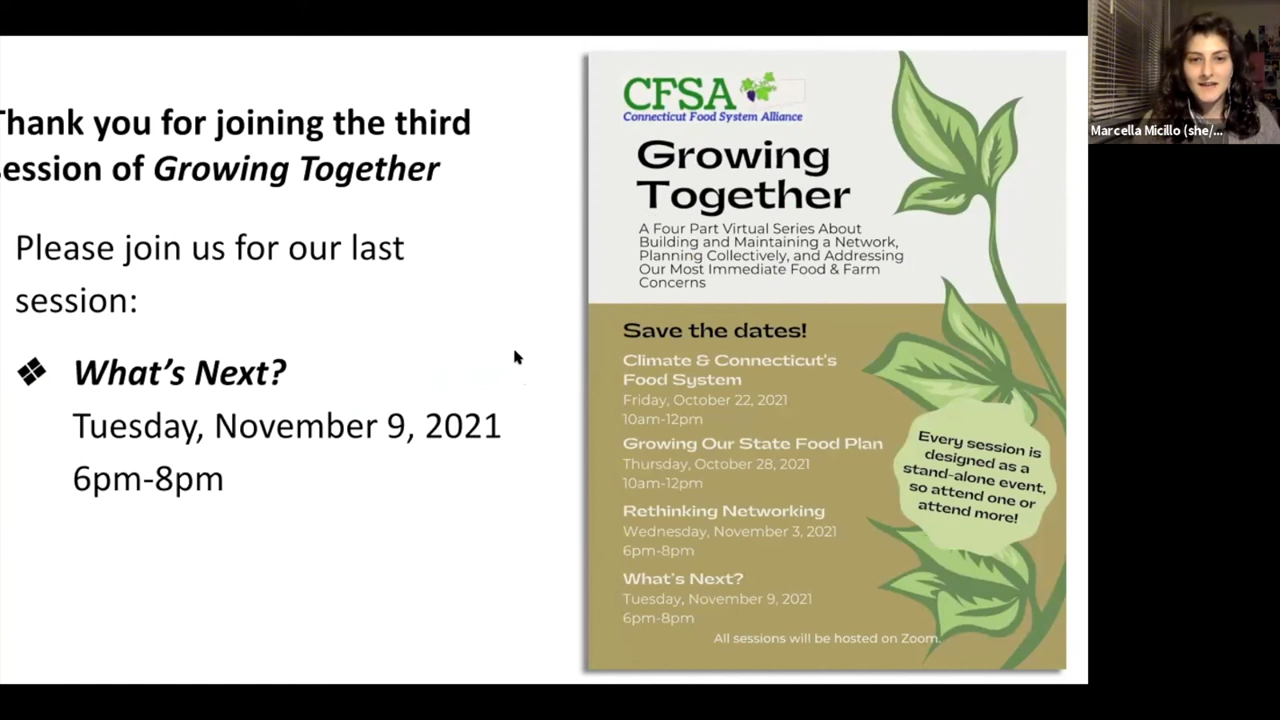 Thank you for joining the third
session of Growing Together
Please join us for our last
session:
What's Next?
Tuesday, November 9, 2021
6pm-8pm
CFSA
Connecticut Food System Alliance
Growing
Together
A Four Part Virtual Series About
Building and Maintaining a Network,
Planning Collectively, and Addressing
Our Most Immediate Food & Farm
Concerns
Save the dates!
Climate & Connecticut's
Food System
Friday, October 22, 2021
10am-12pm
Growing Our State Food Plan
Thursday, October 28, 2021
10am-12pm
Rethinking Networking
Wednesday, November 3, 2021
6pm-8pm
What's Next?
Tuesday, November 9, 2021
6pm-8pm
Every session is
designed as a
stand-alone event,
so attend one or
attend more!
All sessions will be hosted on Zoom.
Marcella Micillo (she/...